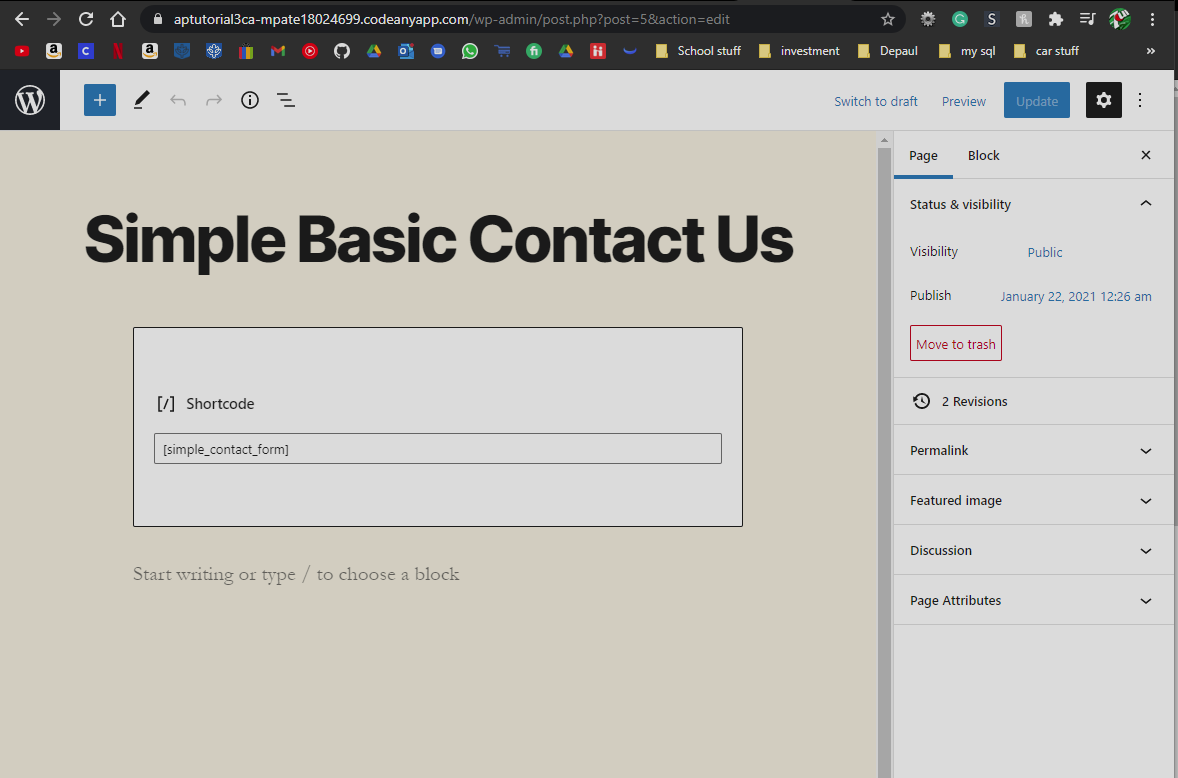 aptutorial3ca-mpate18024699.codeanyapp.com/wp-admin/post.php?post=5&action=edit
School stuff investment Depaul my sql car stuff »
Switch to draft Preview Update
Page Block
Simple Basic Contact Us
[/] Shortcode
[simple_contact_form]
Start writing or type / to choose a block
Status & visibility
Visibility Public
Publish January 22, 2021 12:26 am
Move to trash
2 Revisions
Permalink
Featured image
Discussion
Page Attributes